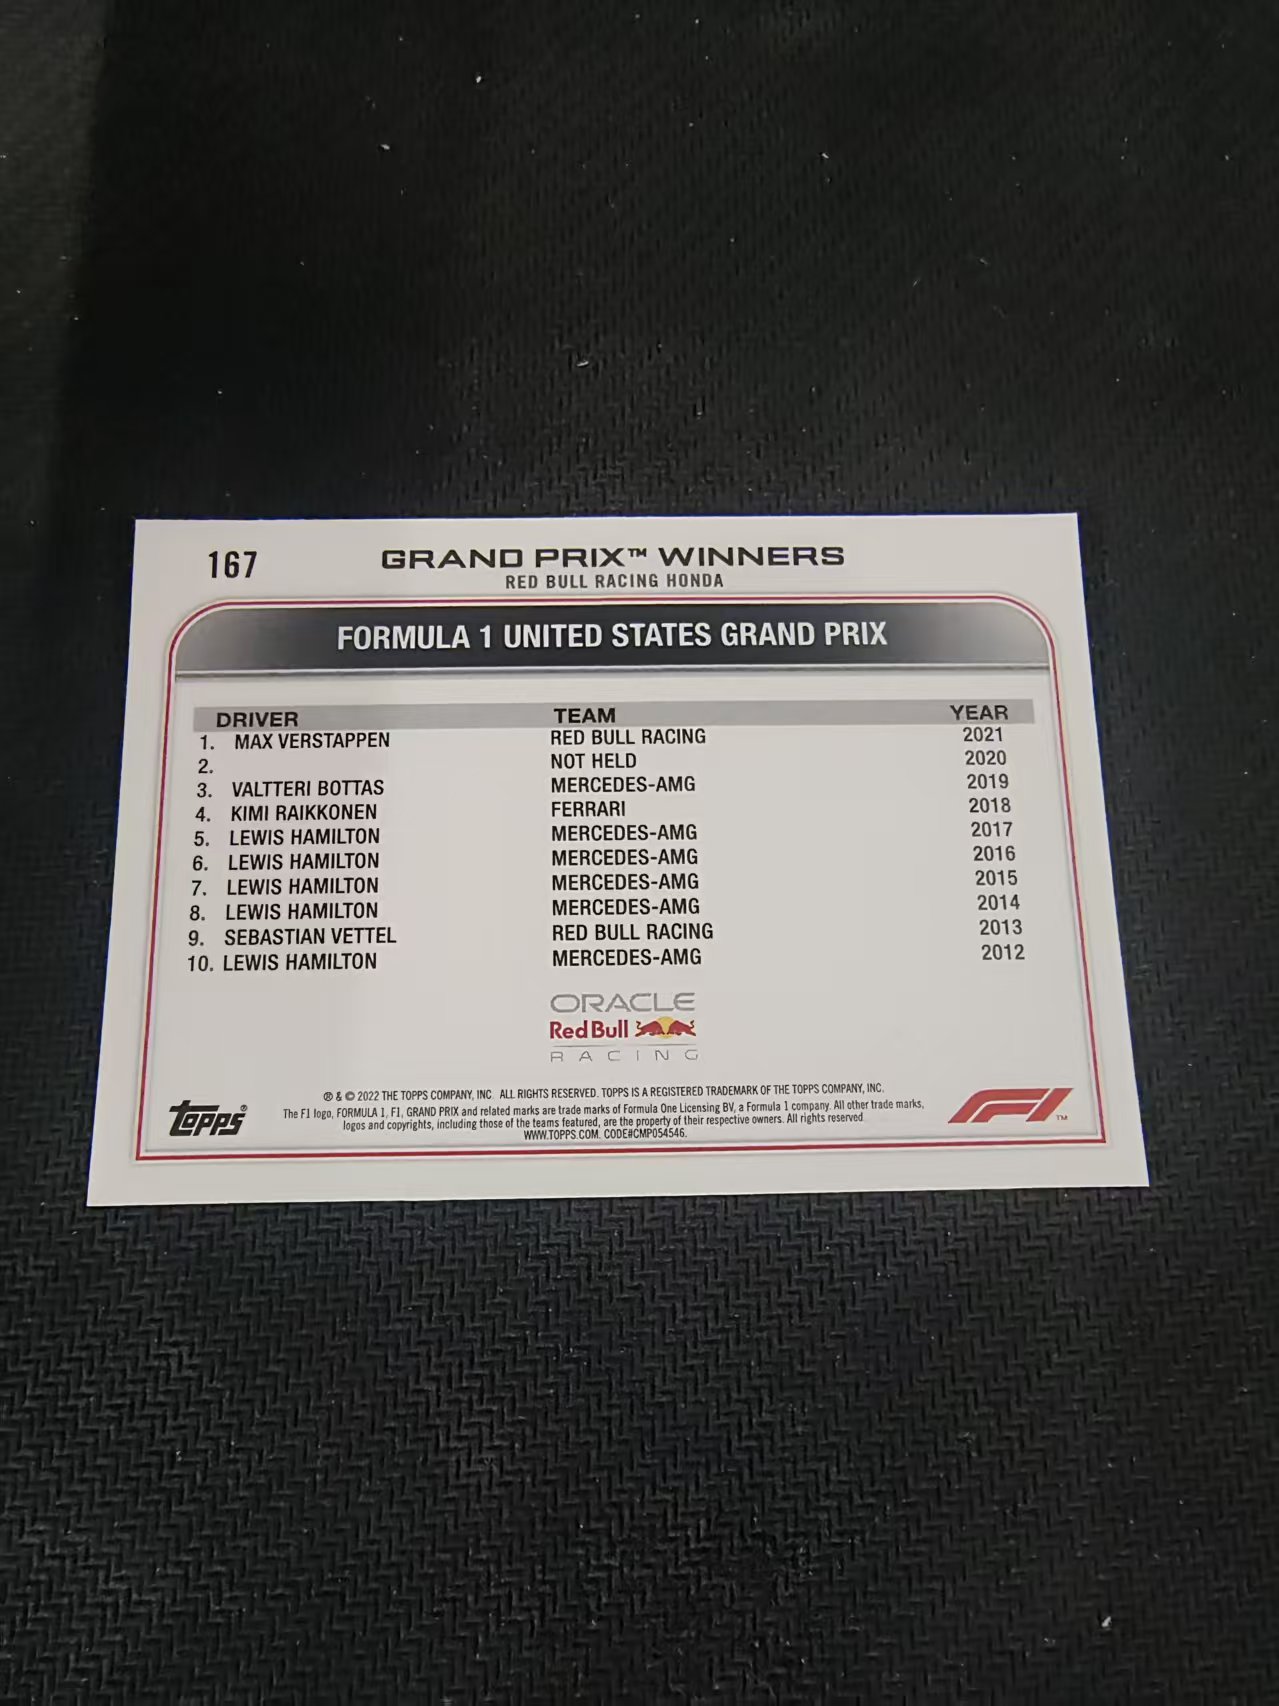 167
GRAND PRIX™ WINNERS
RED BULL RACING HONDA
FORMULA 1 UNITED STATES GRAND PRIX
DRIVER TEAM YEAR
1. MAX VERSTAPPEN RED BULL RACING 2021
2. NOT HELD 2020
3. VALTTERI BOTTAS MERCEDES-AMG 2019
4. KIMI RAIKKONEN FERRARI 2018
5. LEWIS HAMILTON MERCEDES-AMG 2017
6. LEWIS HAMILTON MERCEDES-AMG 2016
7. LEWIS HAMILTON MERCEDES-AMG 2015
8. LEWIS HAMILTON MERCEDES-AMG 2014
9. SEBASTIAN VETTEL RED BULL RACING 2013
10. LEWIS HAMILTON MERCEDES-AMG 2012
ORACLE
Red Bull
RACING
® & © 2022 THE TOPPS COMPANY, INC. ALL RIGHTS RESERVED. TOPPS IS A REGISTERED TRADEMARK OF THE TOPPS COMPANY, INC.
The F1 logo, FORMULA 1, F1, GRAND PRIX and related marks are trade marks of Formula One Licensing BV, a Formula 1 company. All other trade marks,
logos and copyrights, including those of the teams featured, are the property of their respective owners. All rights reserved
WWW.TOPPS.COM. CODE#CMP054546.
Topps®
F1™